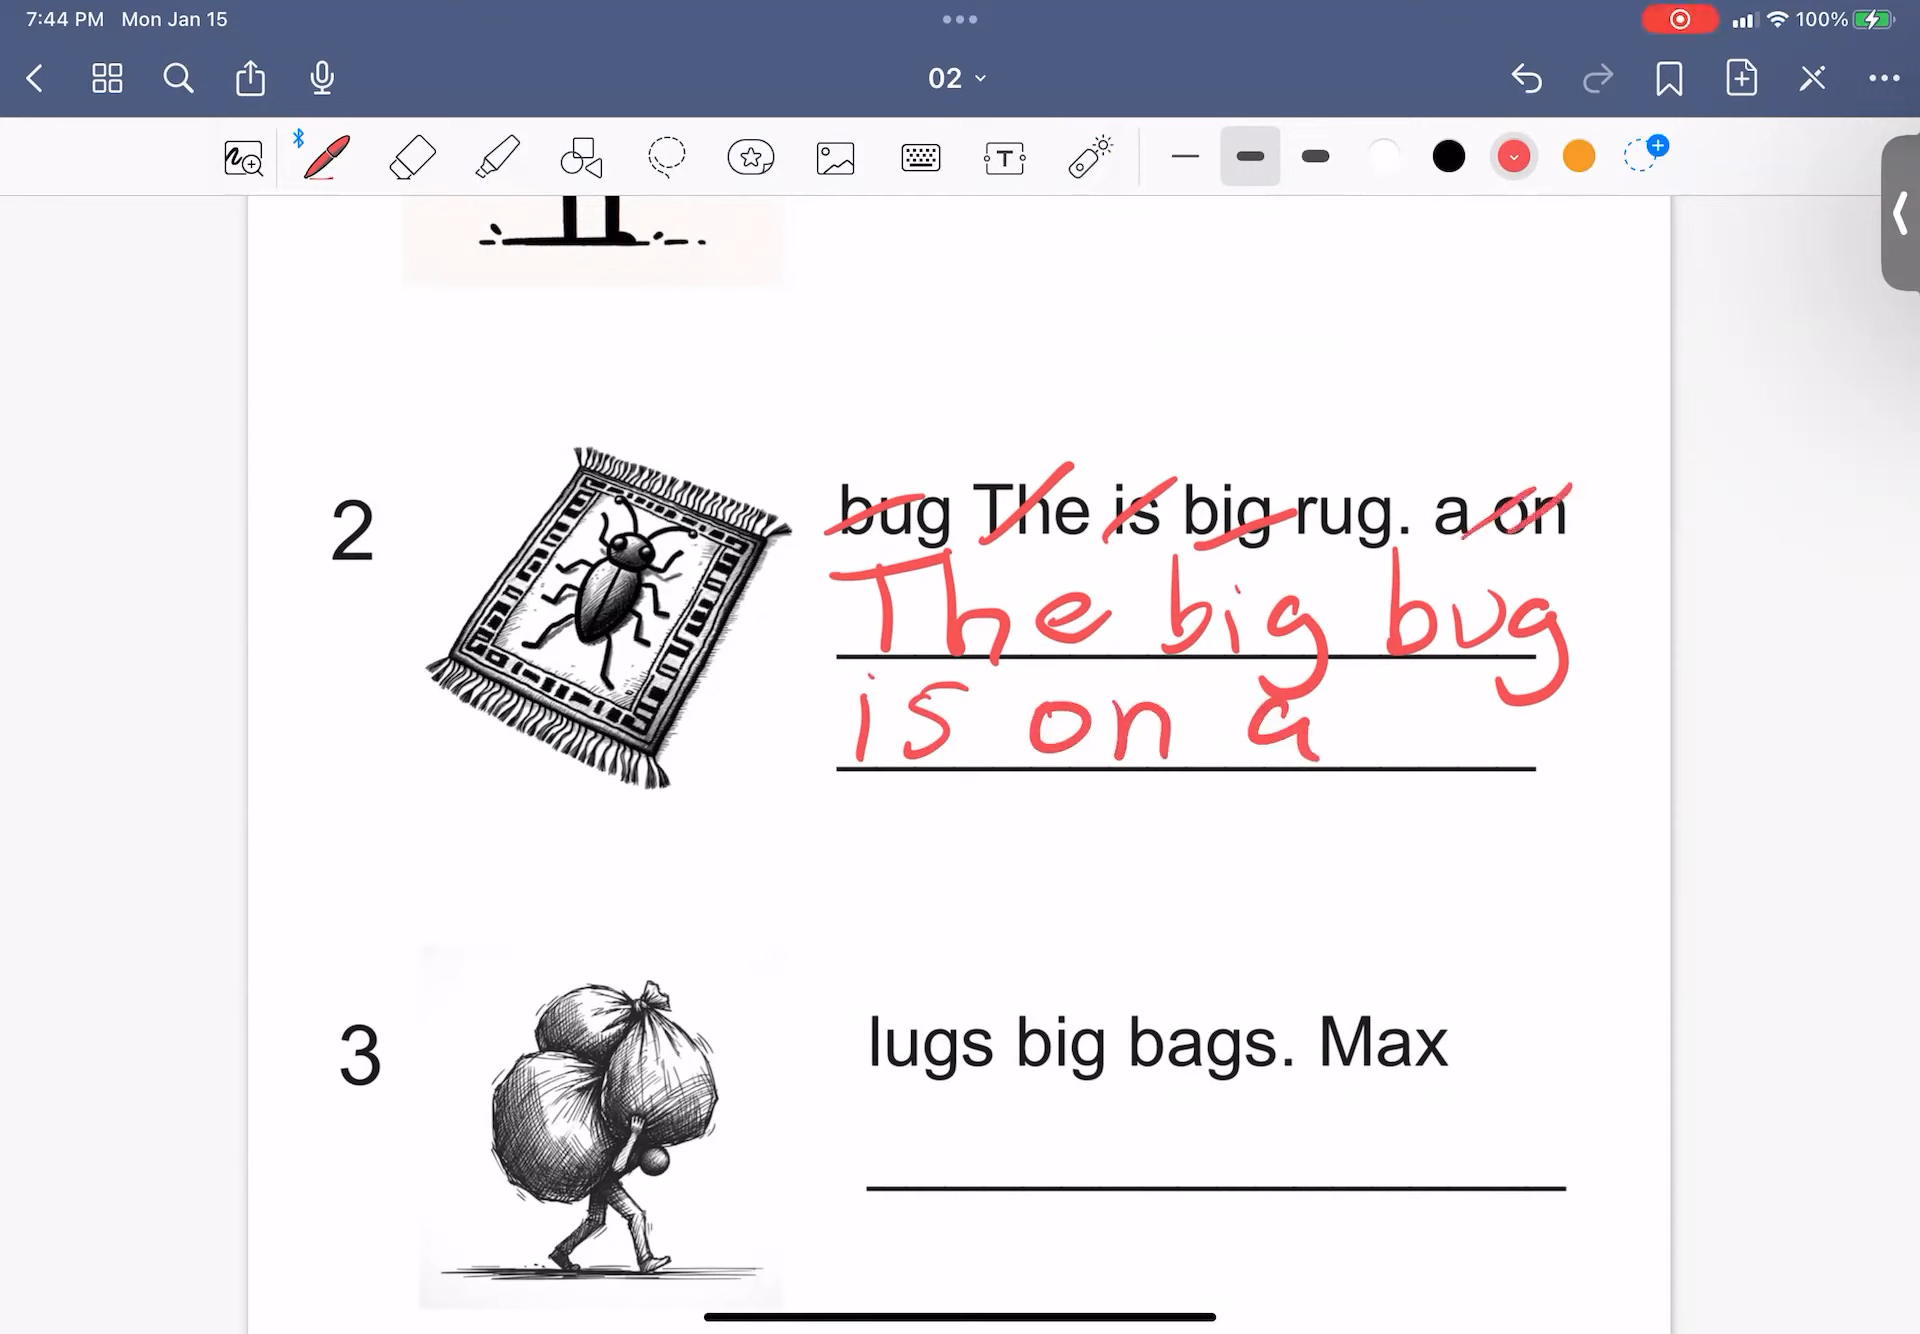 7:44 PM Mon Jan 15
100%
02
T
2
bug The is big rug. a on
The big bug
is on a
3
lugs big bags. Max